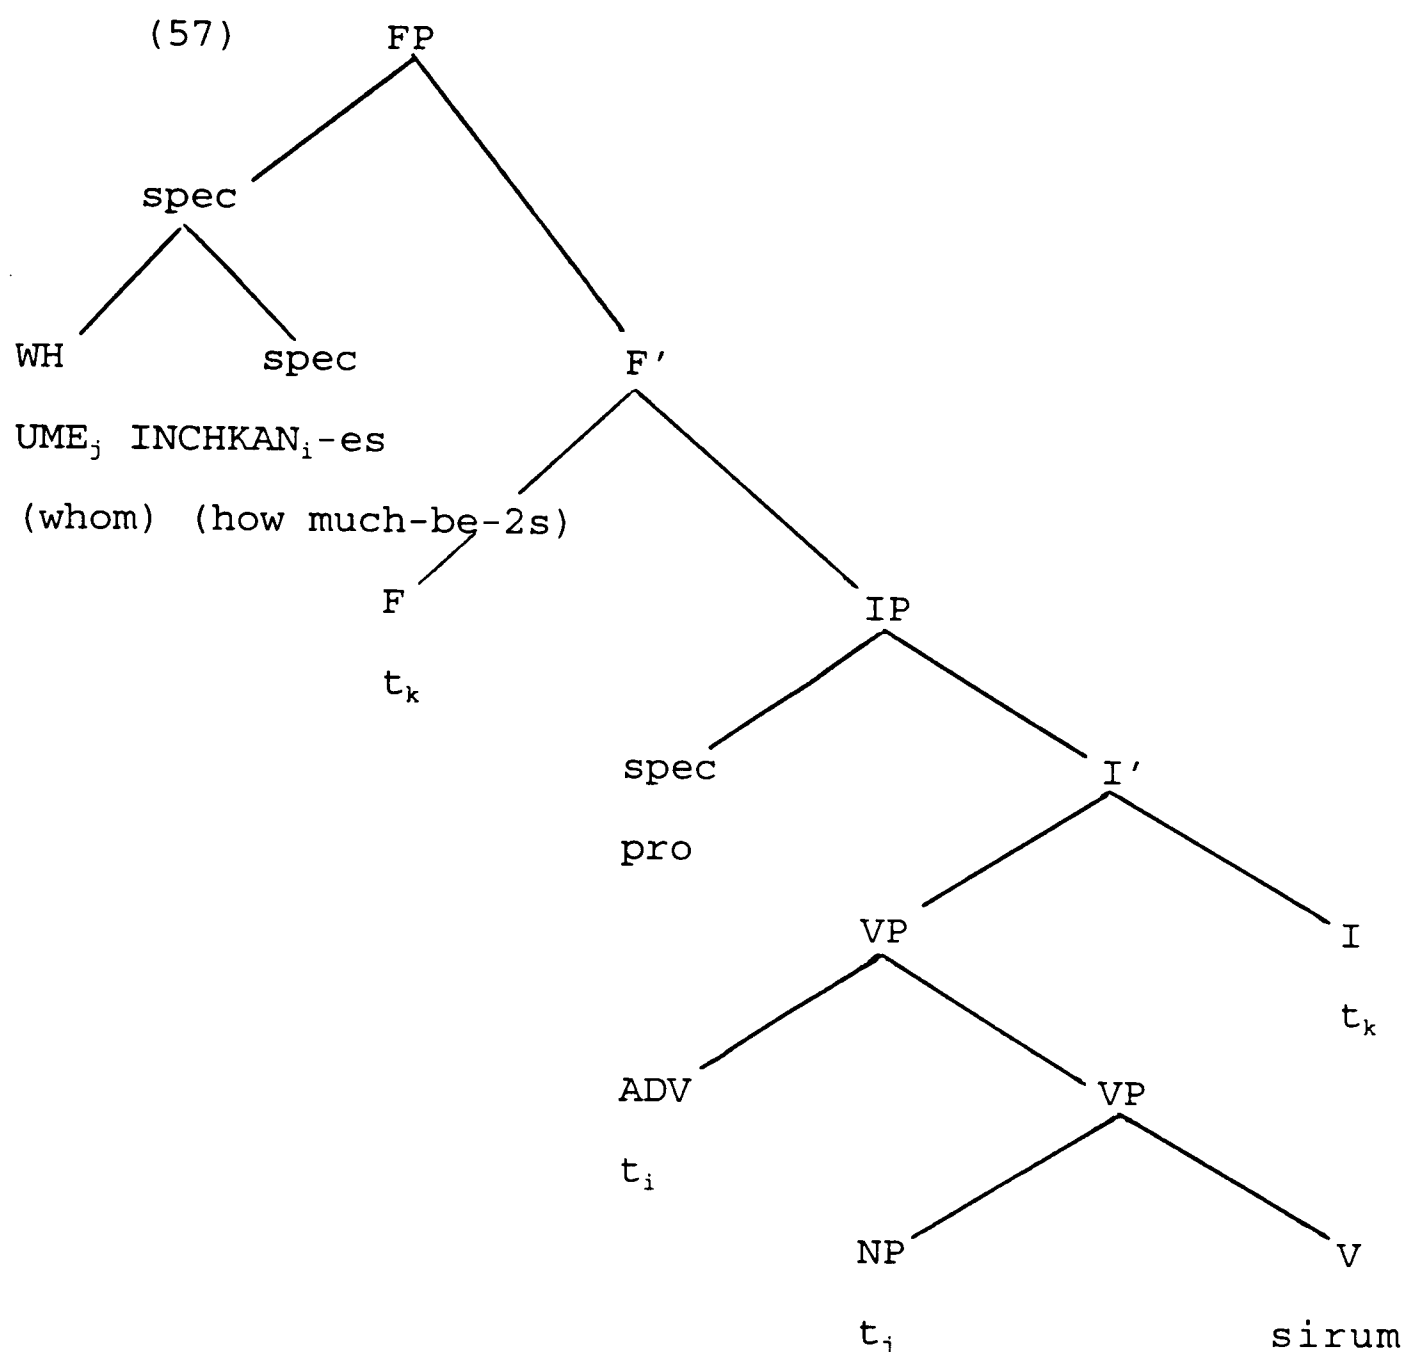 (57) FP
spec
WH spec F'
UMEⱼ INCHKANᵢ-es
(whom) (how much-be-2s)
F IP
tₖ
spec I'
pro
VP I
tₖ
ADV VP
tᵢ
NP V
tⱼ sirum